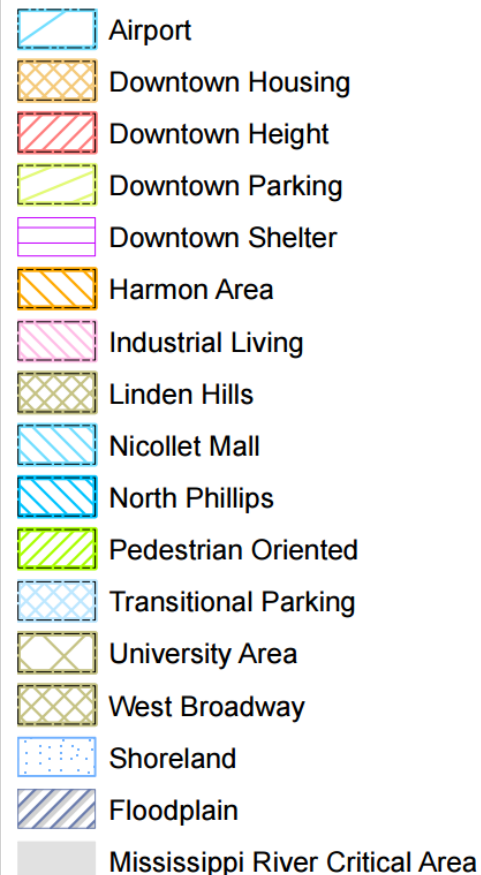 Airport
Downtown Housing
Downtown Height
Downtown Parking
Downtown Shelter
Harmon Area
Industrial Living
Linden Hills
Nicollet Mall
North Phillips
Pedestrian Oriented
Transitional Parking
University Area
West Broadway
Shoreland
Floodplain
Mississippi River Critical Area